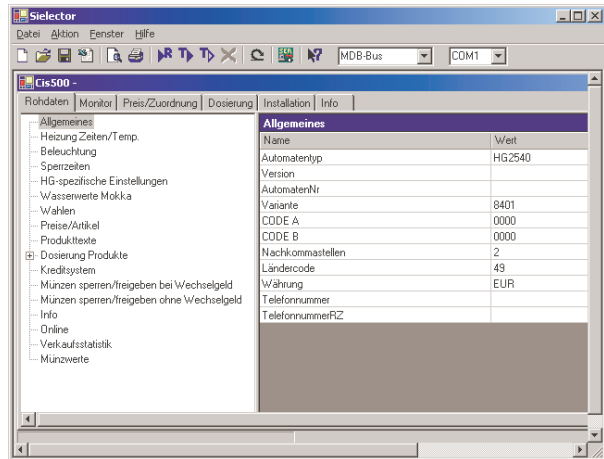 Sielector
Datei Aktion Fenster Hilfe
MDB-Bus COM1
Cis500 -
Rohdaten Monitor Preis/Zuordnung Dosierung Installation Info
Allgemeines
Heizung Zeiten/Temp.
Beleuchtung
Sperrzeiten
HG-spezifische Einstellungen
Wasserwerte Mokka
Wahlen
Preise/Artikel
Produkttexte
Dosierung Produkte
Kreditsystem
Münzen sperren/freigeben bei Wechselgeld
Münzen sperren/freigeben ohne Wechselgeld
Info
Online
Verkaufsstatistik
Münzwerte
Allgemeines
Name Wert
Automatentyp HG2540
Version
AutomatenNr
Variante 8401
CODE A 0000
CODE B 0000
Nachkommastellen 2
Ländercode 49
Währung EUR
Telefonnummer
TelefonnummerRZ